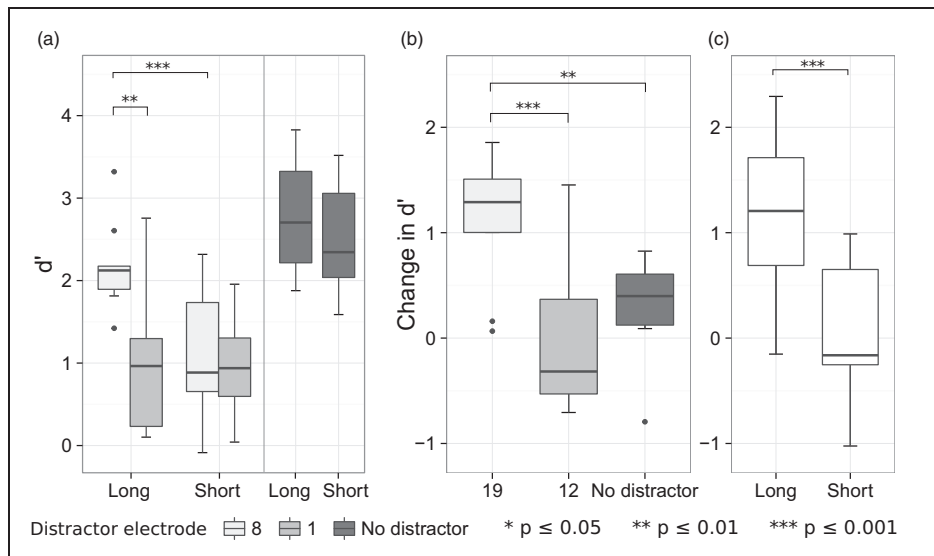 (a)
(b)
(c)
***
**
**
***
***
4
3
2
1
0
d'
Long
Short
Long
Short
2
1
0
−1
Change in d'
19
12
No distractor
2
1
0
−1
Long
Short
Distractor electrode 8 1 No distractor * p ≤ 0.05 ** p ≤ 0.01 *** p ≤ 0.001